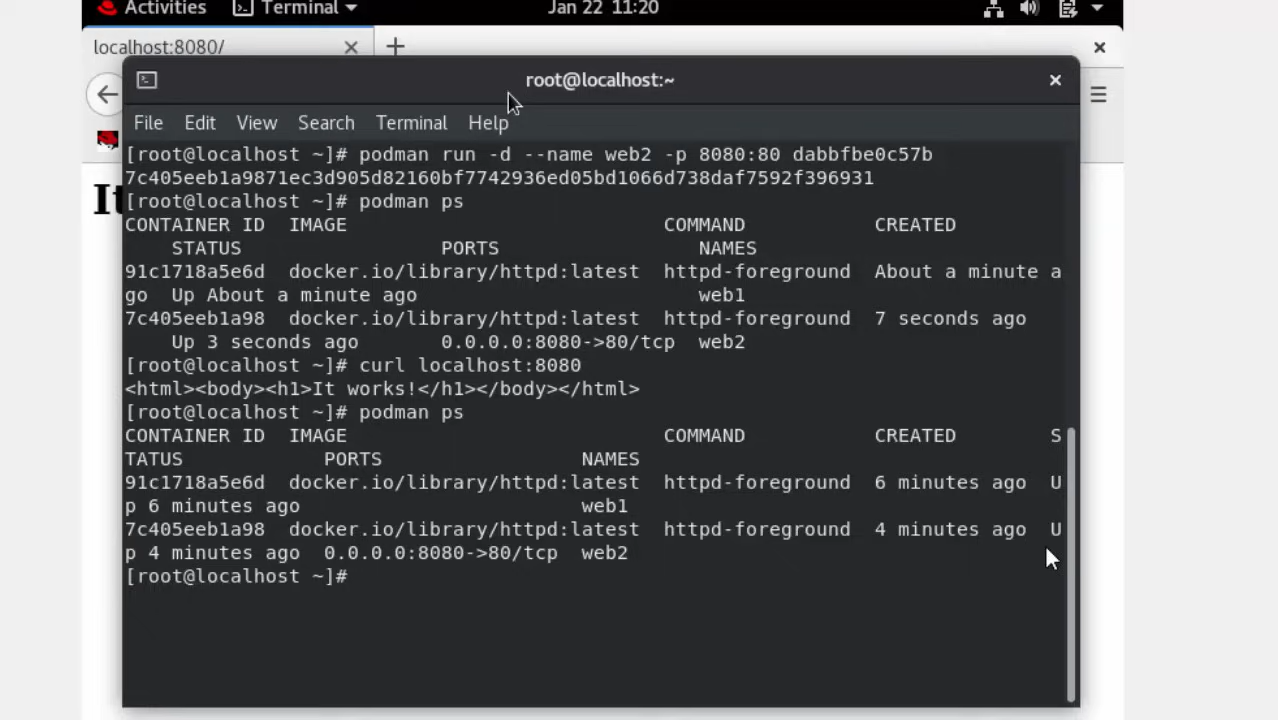 Activities Terminal Jan 22 11:20
localhost:8080/
root@localhost:~
File Edit View Search Terminal Help
It
[root@localhost ~]# podman run -d --name web2 -p 8080:80 dabbfbe0c57b
7c405eeb1a9871ec3d905d82160bf7742936ed05bd1066d738daf7592f396931
[root@localhost ~]# podman ps
CONTAINER ID  IMAGE                           COMMAND           CREATED
    STATUS                 PORTS                 NAMES
91c1718a5e6d  docker.io/library/httpd:latest  httpd-foreground  About a minute a
go  Up About a minute ago                        web1
7c405eeb1a98  docker.io/library/httpd:latest  httpd-foreground  7 seconds ago
    Up 3 seconds ago       0.0.0.0:8080->80/tcp  web2
[root@localhost ~]# curl localhost:8080
<html><body><h1>It works!</h1></body></html>
[root@localhost ~]# podman ps
CONTAINER ID  IMAGE                           COMMAND           CREATED        S
TATUS            PORTS                 NAMES
91c1718a5e6d  docker.io/library/httpd:latest  httpd-foreground  6 minutes ago  U
p 6 minutes ago                        web1
7c405eeb1a98  docker.io/library/httpd:latest  httpd-foreground  4 minutes ago  U
p 4 minutes ago  0.0.0.0:8080->80/tcp  web2
[root@localhost ~]#